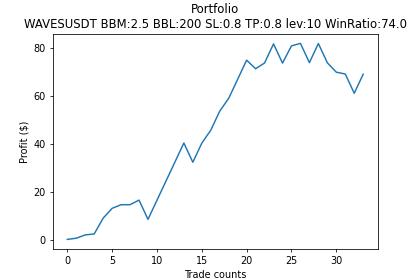 Portfolio
WAVESUSDT BBM:2.5 BBL:200 SL:0.8 TP:0.8 lev:10 WinRatio:74.0
Profit ($)
80
60
40
20
0
0 5 10 15 20 25 30
Trade counts